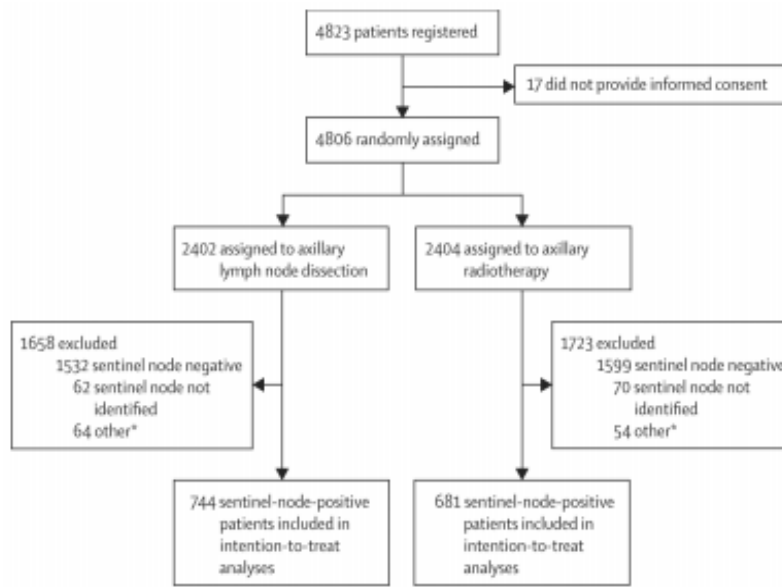 4823 patients registered
17 did not provide informed consent
4806 randomly assigned
2402 assigned to axillary
lymph node dissection
2404 assigned to axillary
radiotherapy
1658 excluded
1532 sentinel node negative
62 sentinel node not
identified
64 other*
1723 excluded
1599 sentinel node negative
70 sentinel node not
identified
54 other*
744 sentinel-node-positive
patients included in
intention-to-treat
analyses
681 sentinel-node-positive
patients included in
intention-to-treat
analyses